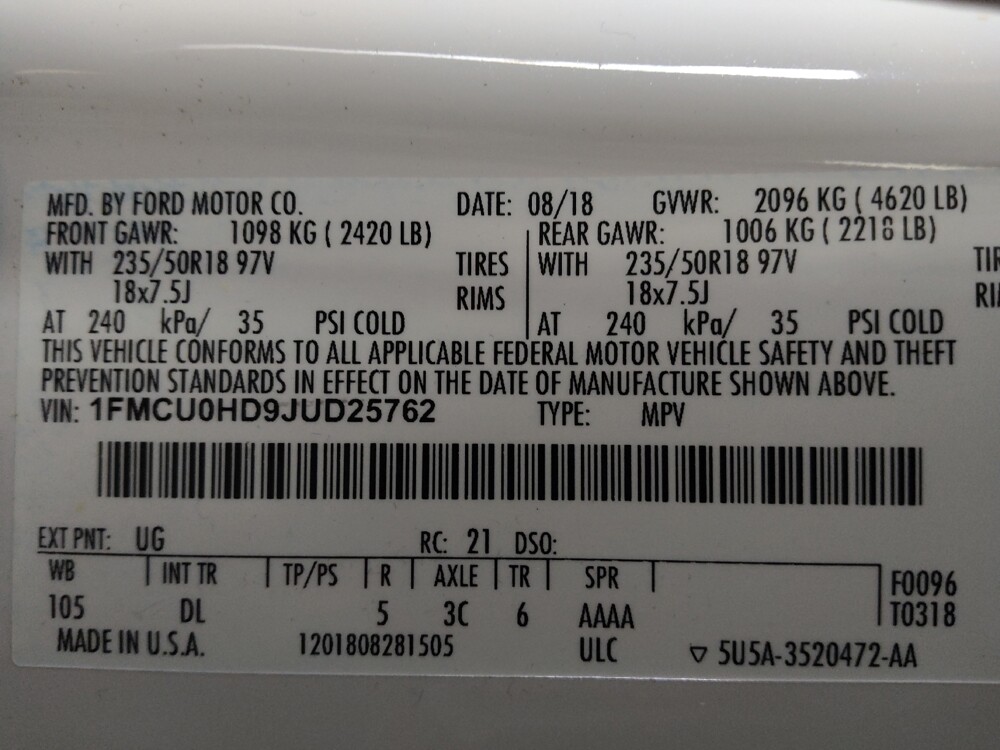 MFD. BY FORD MOTOR CO. DATE: 08/18 GVWR: 2096 KG ( 4620 LB)
FRONT GAWR: 1098 KG ( 2420 LB) REAR GAWR: 1006 KG ( 2218 LB)
WITH 235/50R18 97V TIRES WITH 235/50R18 97V TIR
18x7.5J RIMS 18x7.5J RI
AT 240 kPa/ 35 PSI COLD AT 240 kPa/ 35 PSI COLD
THIS VEHICLE CONFORMS TO ALL APPLICABLE FEDERAL MOTOR VEHICLE SAFETY AND THEFT
PREVENTION STANDARDS IN EFFECT ON THE DATE OF MANUFACTURE SHOWN ABOVE.
VIN: 1FMCU0HD9JUD25762 TYPE: MPV
EXT PNT: UG RC: 21 DSO:
WB INT TR TP/PS R AXLE TR SPR F0096
105 DL 5 3C 6 AAAA T0318
MADE IN U.S.A. 1201808281505 ULC ▽ 5U5A-3520472-AA